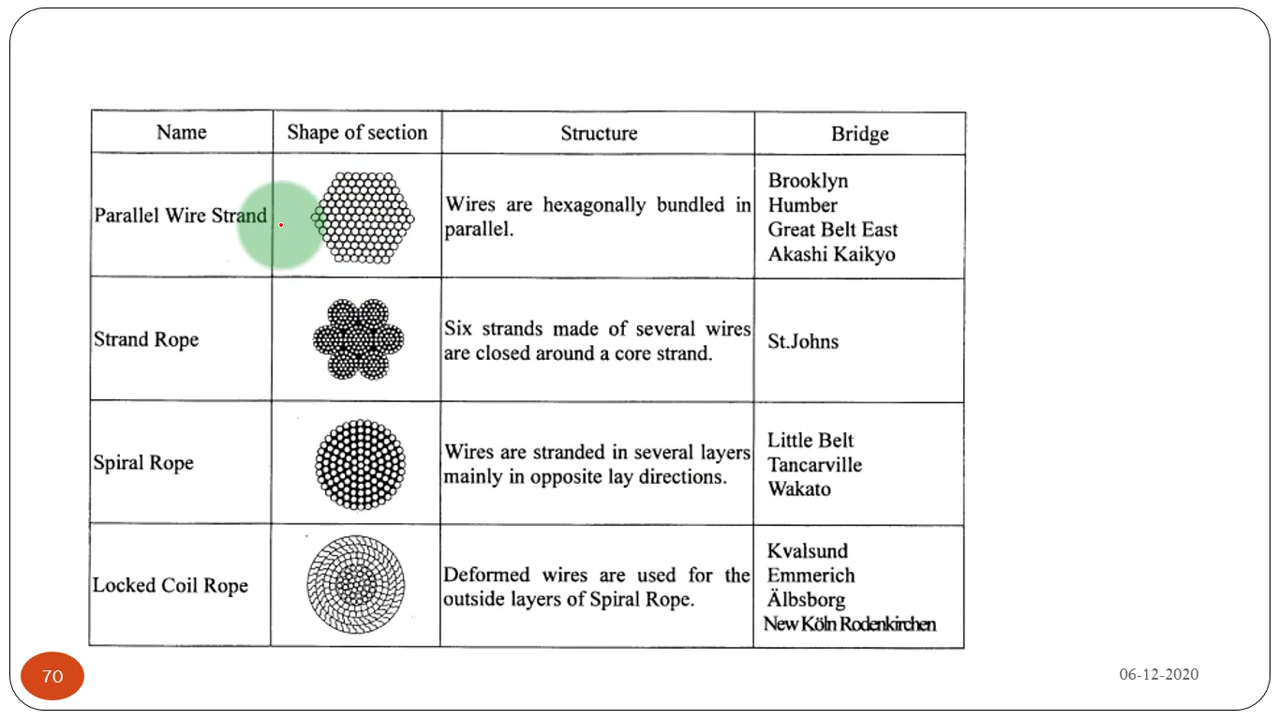 Name Shape of section Structure Bridge
Parallel Wire Strand
Wires are hexagonally bundled in
parallel.
Brooklyn
Humber
Great Belt East
Akashi Kaikyo
Strand Rope
Six strands made of several wires
are closed around a core strand.
St.Johns
Spiral Rope
Wires are stranded in several layers
mainly in opposite lay directions.
Little Belt
Tancarville
Wakato
Locked Coil Rope
Deformed wires are used for the
outside layers of Spiral Rope.
Kvalsund
Emmerich
Älbsborg
New Köln Rodenkirchen
70
06-12-2020